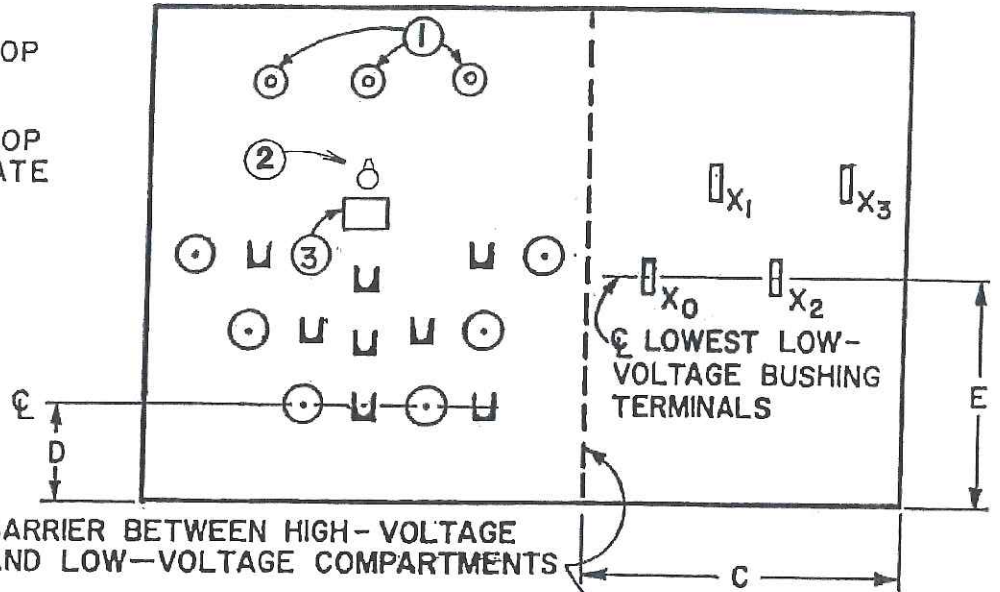 OP
OP
ATE
1
2
3
X1
X3
X0
X2
℄ LOWEST LOW-
VOLTAGE BUSHING
TERMINALS
℄
D
E
ARRIER BETWEEN HIGH-VOLTAGE
ND LOW-VOLTAGE COMPARTMENTS
C